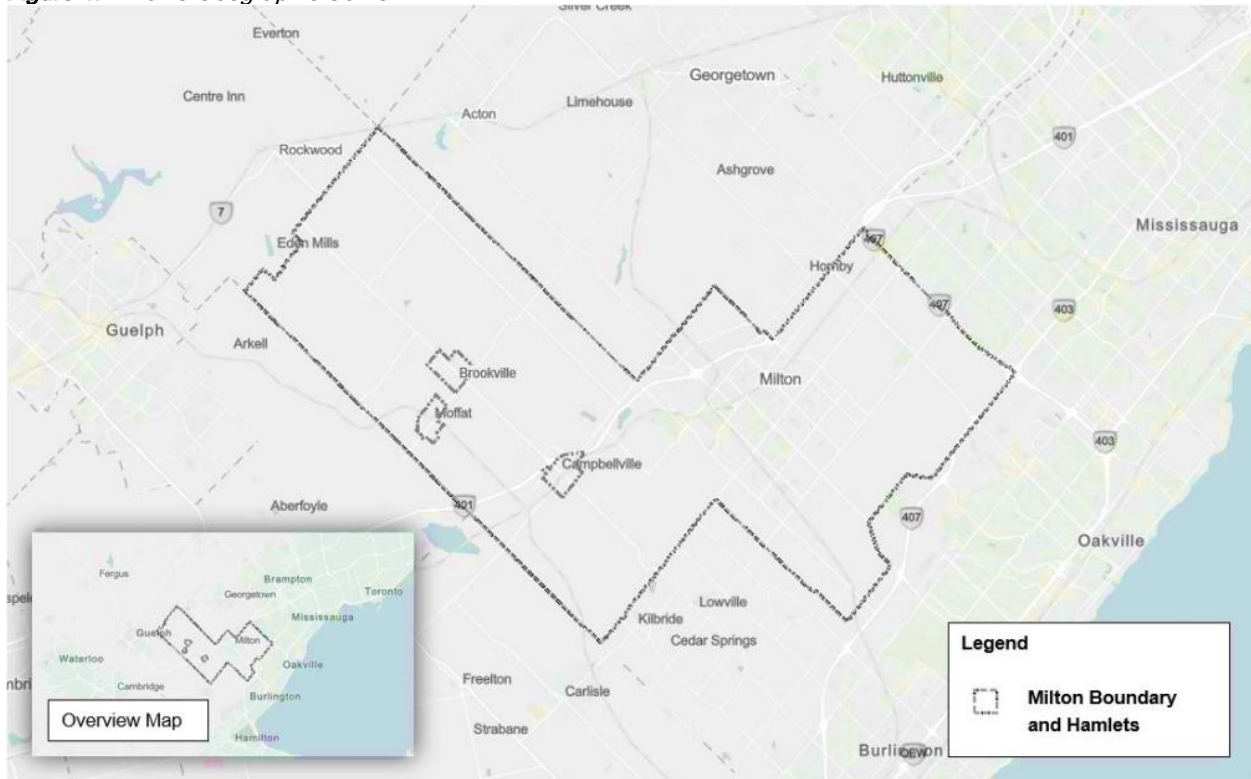 Silver Creek
Everton
Georgetown
Huttonville
Centre Inn
Limehouse
Acton
401
Rockwood
Ashgrove
7
Mississauga
Eden Mills
407
Hornby
407
403
Guelph
Arkell
Brookville
Milton
Moffat
403
Campbellville
401
Aberfoyle
407
Oakville
Lowville
Kilbride
Cedar Springs
Freelton
Carlisle
Strabane
Burlington
QEW
Fergus
Brampton
Georgetown
Toronto
Mississauga
Guelph
Milton
Waterloo
Oakville
Cambridge
Burlington
Hamilton
Overview Map
Legend
Milton Boundary
and Hamlets